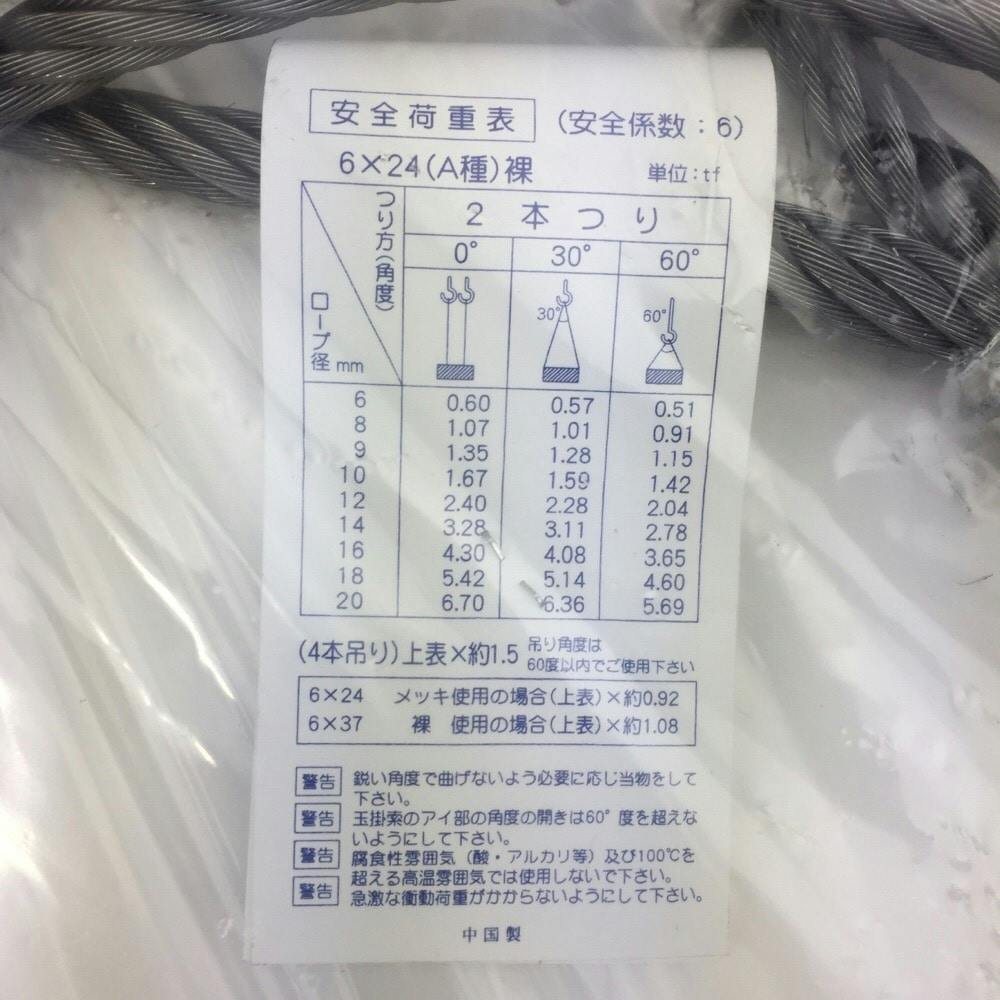 安全荷重表 (安全係数：6)
6×24(A種)裸 単位：tf
つり方(角度)
ロープ径 mm
2本つり
0° 30° 60°
30° 60°
6 0.60 0.57 0.51
8 1.07 1.01 0.91
9 1.35 1.28 1.15
10 1.67 1.59 1.42
12 2.40 2.28 2.04
14 3.28 3.11 2.78
16 4.30 4.08 3.65
18 5.42 5.14 4.60
20 6.70 6.36 5.69
(4本吊り)上表×約1.5 吊り角度は
60度以内でご使用下さい
6×24 メッキ使用の場合(上表)×約0.92
6×37 裸 使用の場合(上表)×約1.08
警告 鋭い角度で曲げないよう必要に応じ当物をして
下さい。
警告 玉掛索のアイ部の角度の開きは60°度を超えな
いようにして下さい。
警告 腐食性雰囲気（酸・アルカリ等）及び100℃を
超える高温雰囲気では使用しないで下さい。
警告 急激な衝動荷重がかからないようにして下さい。
中国製